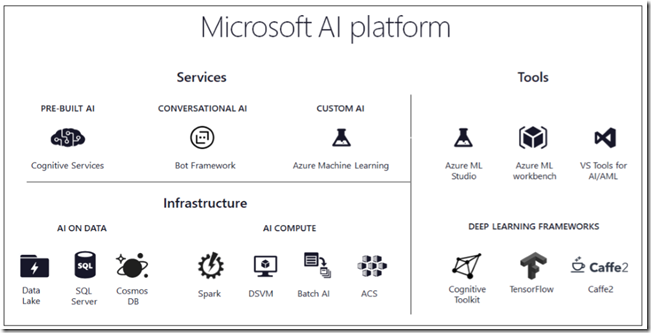 Microsoft AI platform
Services
PRE-BUILT AI
CONVERSATIONAL AI
CUSTOM AI
Cognitive Services
Bot Framework
Azure Machine Learning
Infrastructure
AI ON DATA
AI COMPUTE
SQL
Data
Lake
SQL
Server
Cosmos
DB
Spark
DSVM
Batch AI
ACS
Tools
Azure ML
Studio
Azure ML
workbench
VS Tools for
AI/AML
DEEP LEARNING FRAMEWORKS
Caffe2
Cognitive
Toolkit
TensorFlow
Caffe2